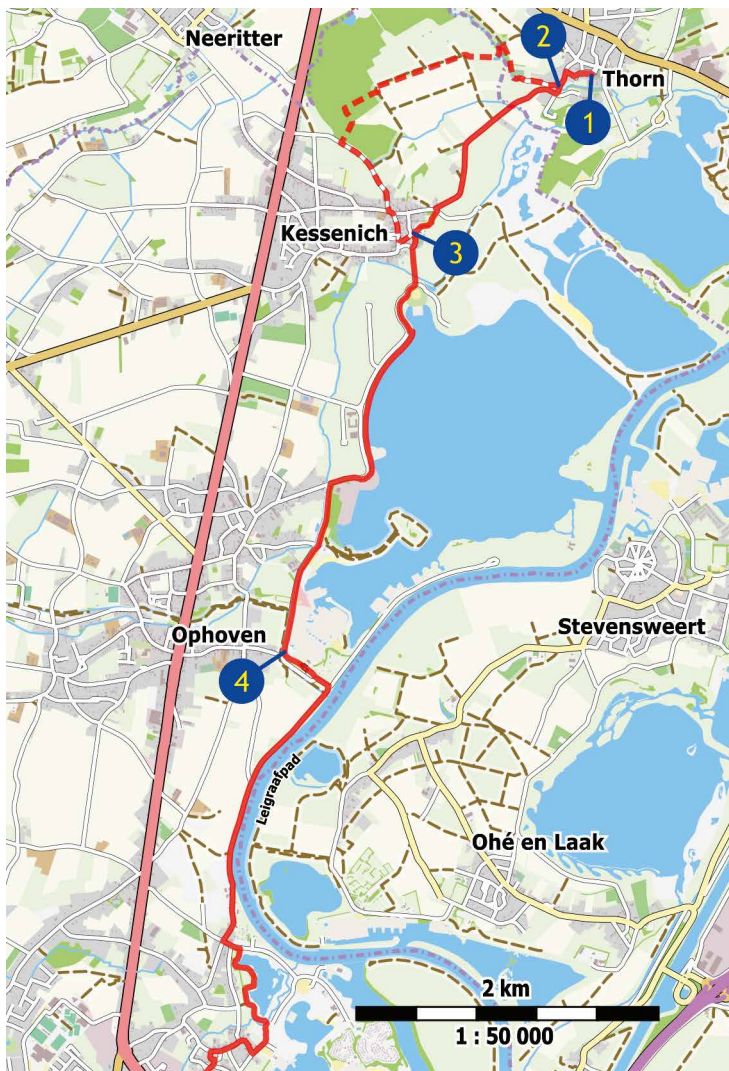 Neeritter
2
Thorn
1
Kessenich
3
Ophoven
4
Stevensweert
Leigraafpad
Ohé en Laak
2 km
1 : 50 000